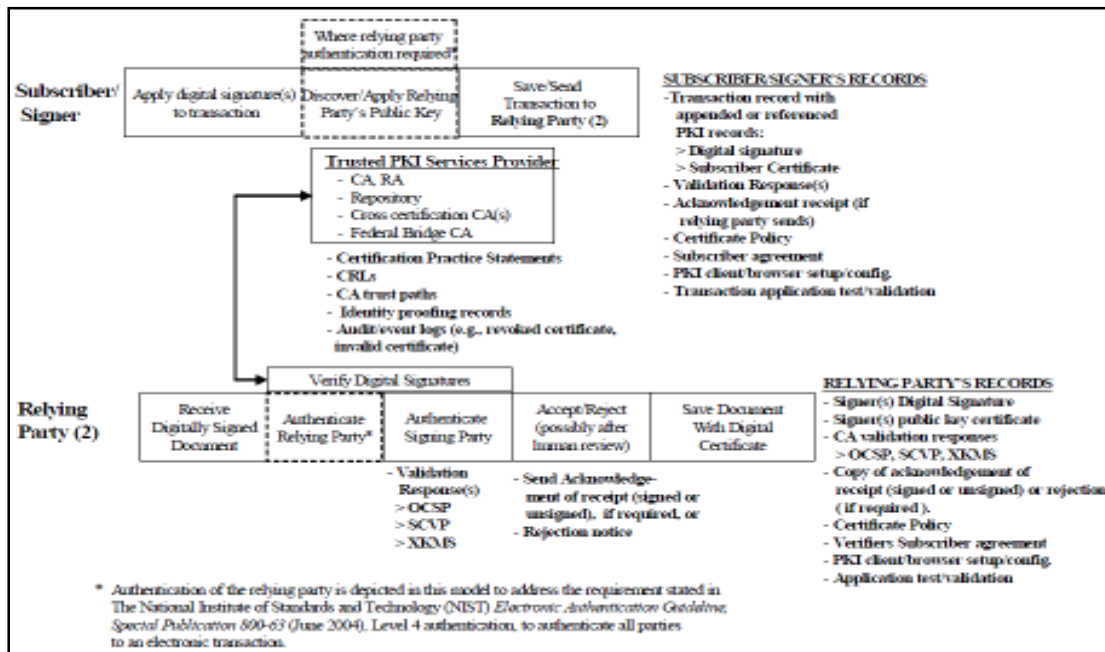 Where relying party
authentication required*
Subscriber/
Signer
Apply digital signature(s)
to transaction
Discover/Apply Relying
Party's Public Key
Save/Send
Transaction to
Relying Party (2)
SUBSCRIBER/SIGNER'S RECORDS
-Transaction record with
appended or referenced
PKI records:
> Digital signature
> Subscriber Certificate
- Validation Response(s)
- Acknowledgement receipt (if
relying party sends)
- Certificate Policy
- Subscriber agreement
- PKI client/browser setup/config.
- Transaction application test/validation
Trusted PKI Services Provider
- CA, RA
- Repository
- Cross certification CA(s)
- Federal Bridge CA
- Certification Practice Statements
- CRLs
- CA trust paths
- Identity proofing records
- Audit/event logs (e.g., revoked certificate,
invalid certificate)
Verify Digital Signatures
Relying
Party (2)
Receive
Digitally Signed
Document
Authenticate
Relying Party*
Authenticate
Signing Party
Accept/Reject
(possibly after
human review)
Save Document
With Digital
Certificate
- Validation
Response(s)
> OCSP
> SCVP
> XKMS
- Send Acknowledge-
ment of receipt (signed or
unsigned), if required, or
- Rejection notice
RELYING PARTY'S RECORDS
- Signer(s) Digital Signature
- Signer(s) public key certificate
- CA validation responses
> OCSP, SCVP, XKMS
- Copy of acknowledgement of
receipt (signed or unsigned) or rejection
( if required ).
- Certificate Policy
- Verifiers Subscriber agreement
- PKI client/browser setup/config.
- Application test/validation
* Authentication of the relying party is depicted in this model to address the requirement stated in
The National Institute of Standards and Technology (NIST) Electronic Authentication Guideline,
Special Publication 800-63 (June 2004), Level 4 authentication, to authenticate all parties
to an electronic transaction.